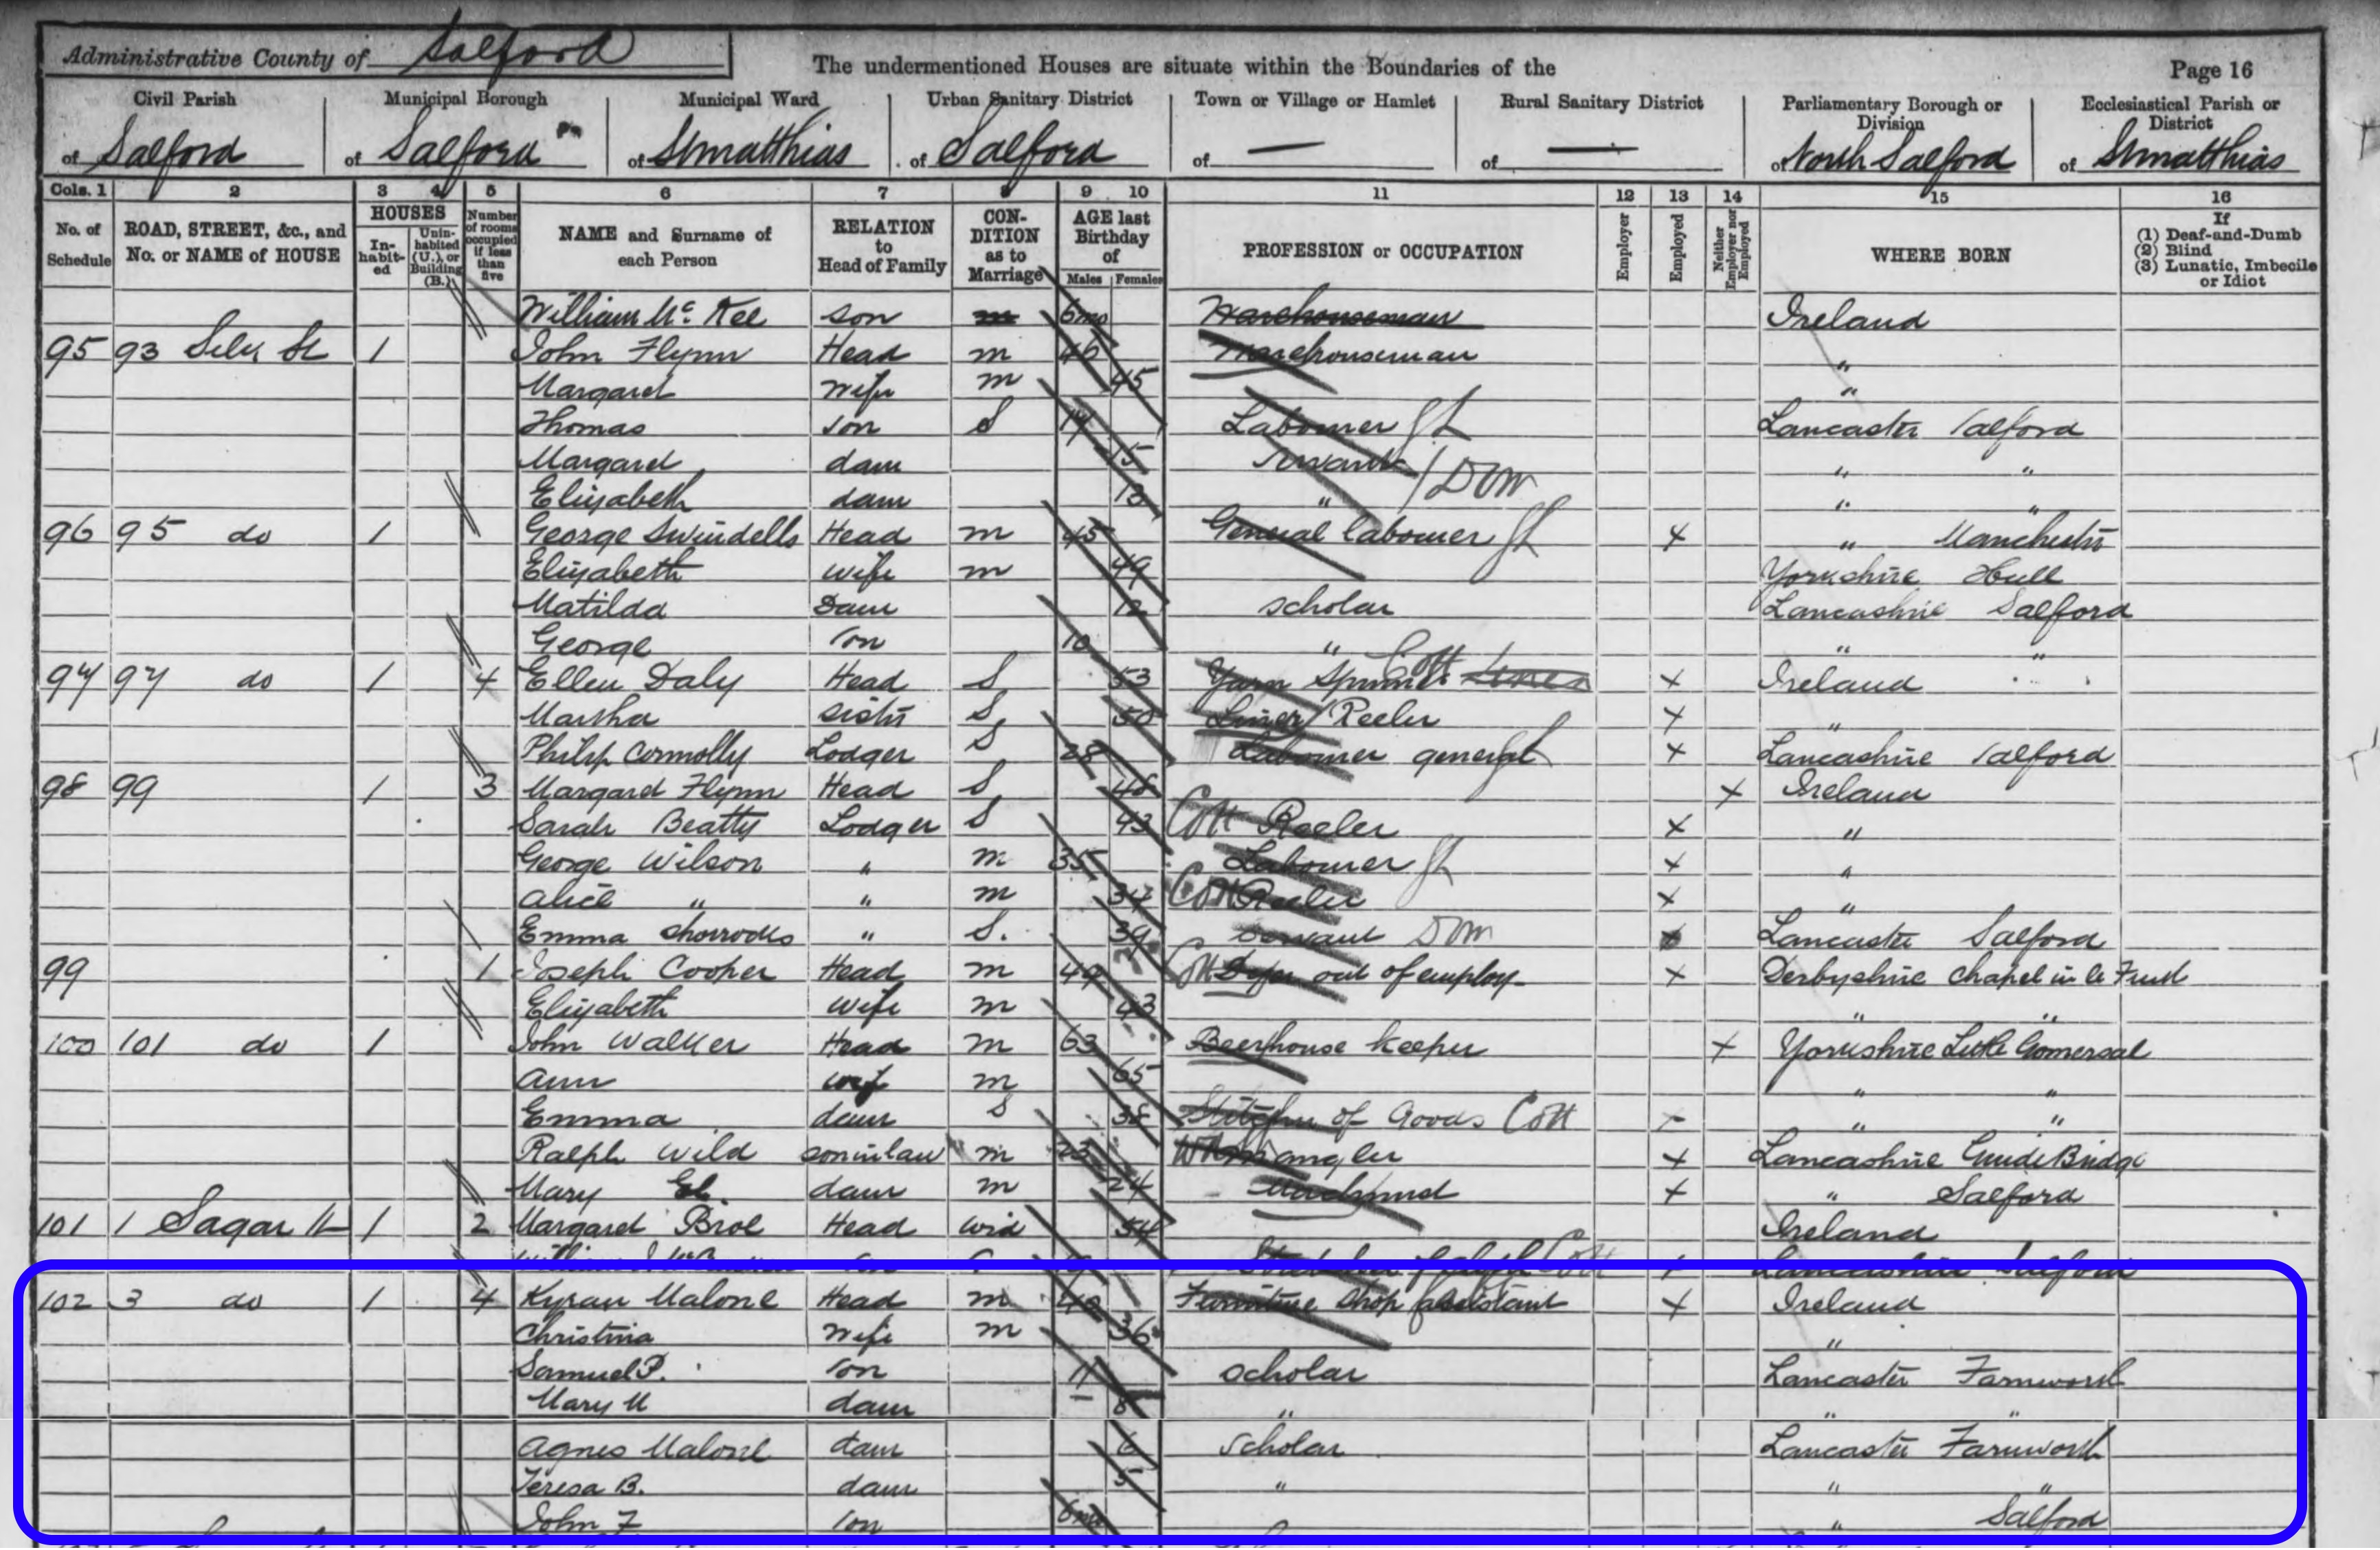 Administrative County of Salford
The undermentioned Houses are situate within the Boundaries of the
Page 16
Civil Parish of Salford
Municipal Borough of Salford
Municipal Ward of St matthias
Urban Sanitary District of Salford
Town or Village or Hamlet of —
Rural Sanitary District of —
Parliamentary Borough or Division of North Salford
Ecclesiastical Parish or District of St matthias
Cols. 1 2 3 4 5 6 7 8 9 10 11 12 13 14 15 16
No. of Schedule
ROAD, STREET, &c., and No. or NAME of HOUSE
HOUSES
In-habit-ed
Unin-habited (U.), or Building (B.)
Number of rooms occupied if less than five
NAME and Surname of each Person
RELATION to Head of Family
CON-DITION as to Marriage
AGE last Birthday of
Males Females
PROFESSION or OCCUPATION
Employer
Employed
Neither Employer nor Employed
WHERE BORN
If
(1) Deaf-and-Dumb
(2) Blind
(3) Lunatic, Imbecile or Idiot
William Mc Kee son 6mo Warehouseman Ireland
95 93 Silk St 1 John Flynn Head m 46 Warehouseman "
Margaret Wife m 45 "
Thomas son S 17 Labourer GL Lancaster Salford
Margaret daur 15 Servant / Dom " "
Elizabeth daur 13 " " "
96 95 do 1 George Swindells Head m 45 General labourer GL x " Manchester
Elizabeth wife m 49 Yorkshire Hull
Matilda Daur 12 scholar Lancashire Salford
George son 10 " " "
97 97 do 1 4 Ellen Daly Head S 53 Yarn Spinner Cott x Ireland
Martha sister S 50 Reeler x "
Philip Connolly Lodger S 28 Labourer general x Lancashire Salford
98 99 1 3 Margaret Flynn Head S 48 x Ireland
Sarah Beatty Lodger S 43 Cott Reeler x "
George Wilson " m 35 Labourer GL x "
Alice " " m 34 Cott Reeler x "
Emma Shorrocks " S. 39 Servant Dom x Lancaster Salford
99 1 Joseph Cooper Head m 49 Cott Dyer out of employ x Derbyshire Chapel in le Frith
Elizabeth wife m 43 " "
100 101 do 1 John Walker Head m 63 Beerhouse keeper x Yorkshire Little Gomersal
Ann wife m 65 " "
Emma daur S 38 Stitcher of Goods Cott " "
Ralph Wild soninlaw m 25 x Lancashire Guide Bridge
Mary El. daur m 24 x " Salford
101 1 Sagar St 1 2 Margaret Head wid 54 Ireland
Lancashire Salford
102 3 do 1 4 Kyran Malone Head m 40 Furniture Shop Assistant x Ireland
Christina Wife m 36 "
Samuel P. son 11 scholar Lancaster Farnworth
Mary M daur 8 " " "
Agnes Malone daur 6 Scholar Lancaster Farnworth
Teresa B. daur 5 " " "
John F son 6mo " Salford